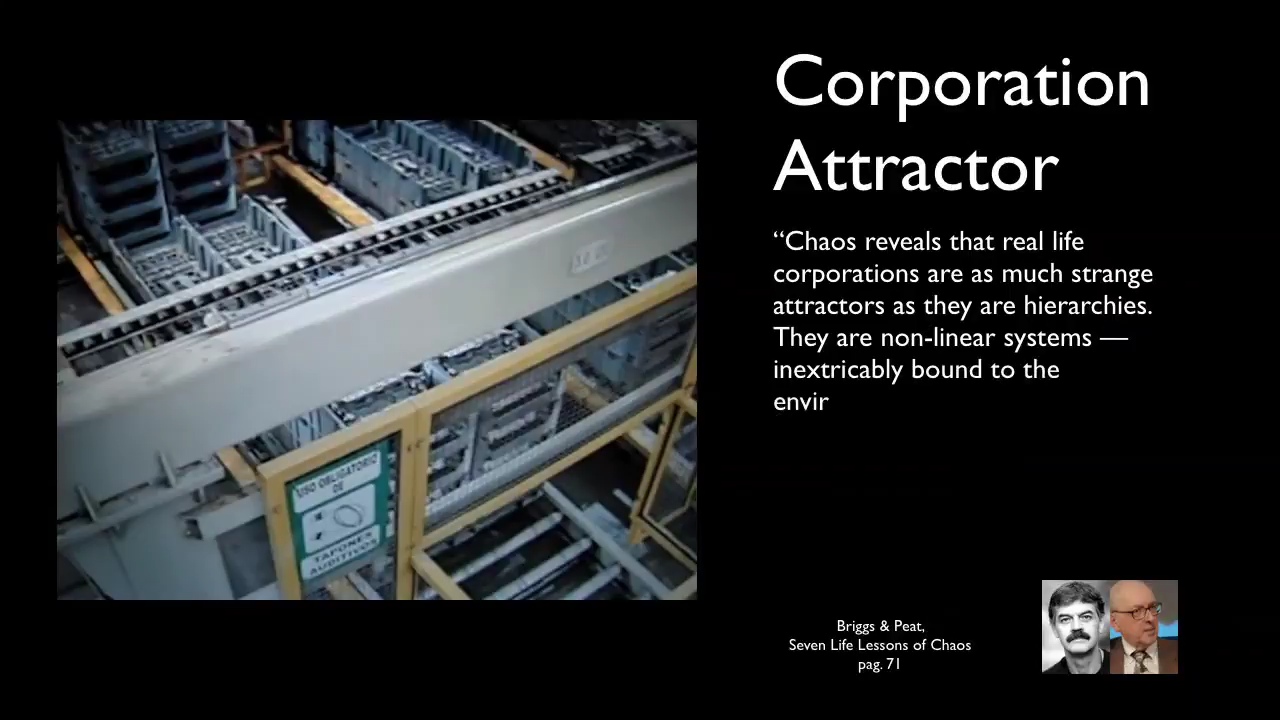 Corporation
Attractor
“Chaos reveals that real life
corporations are as much strange
attractors as they are hierarchies.
They are non-linear systems —
inextricably bound to the
envir
USO OBLIGATORIO
DE
TAPONES
AUDITIVOS
Briggs & Peat,
Seven Life Lessons of Chaos
pag. 71